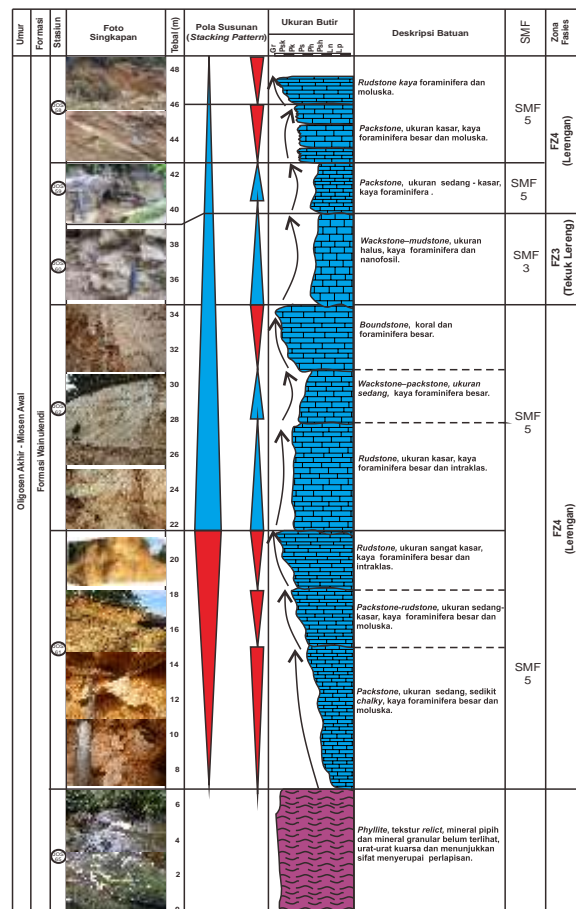 Umur
Formasi
Stasiun
Foto
Singkapan
Tebal (m)
Pola Susunan
(Stacking Pattern)
Ukuran Butir
Gr
Psk
Pk
Ps
Ph
Psh
Ln
Lp
Deskripsi Batuan
SMF
Zona
Fasies
Oligosen Akhir - Miosen Awal
Formasi Wainukendi
48
46
44
42
40
38
36
34
32
30
28
26
24
22
20
18
16
14
12
10
8
6
4
2
0
Rudstone kaya foraminifera dan
moluska.
Packstone, ukuran kasar, kaya
foraminifera besar dan moluska.
SMF
5
FZ4
(Lerengan)
Packstone, ukuran sedang - kasar,
kaya foraminifera .
SMF
5
Wackstone–mudstone, ukuran
halus, kaya foraminifera dan
nanofosil.
SMF
3
FZ3
(Tekuk Lereng)
Boundstone, koral dan
foraminifera besar.
Wackstone–packstone, ukuran
sedang, kaya foraminifera besar.
SMF
5
Rudstone, ukuran kasar, kaya
foraminifera besar dan intraklas.
FZ4
(Lerengan)
Rudstone, ukuran sangat kasar,
kaya foraminifera besar dan
intraklas.
Packstone-rudstone, ukuran sedang-
kasar, kaya foraminifera besar dan
moluska.
SMF
5
Packstone, ukuran sedang, sedikit
chalky, kaya foraminifera besar dan
moluska.
Phyllite, tekstur relict, mineral pipih
dan mineral granular belum terlihat,
urat-urat kuarsa dan menunjukkan
sifat menyerupai perlapisan.